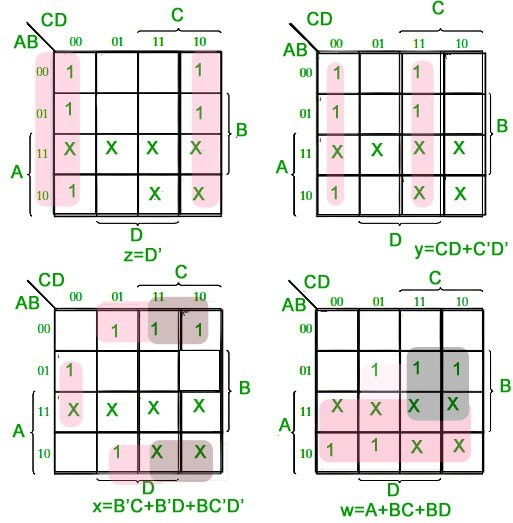 C C
CD CD
AB 00 01 11 10 AB 00 01 11 10
00 1 1 00 1 1
01 1 1 B 01 1 1 B
A 11 X X X X A 11 X X X X
10 1 X X 10 1 X X
D D
z=D' y=CD+C'D'
C C
CD CD
AB 00 01 11 10 AB 00 01 11 10
00 1 1 1 00
01 1 B 01 1 1 1 B
A 11 X X X X A 11 X X X X
10 1 X X 10 1 1 X X
D D
x=B'C+B'D+BC'D' w=A+BC+BD